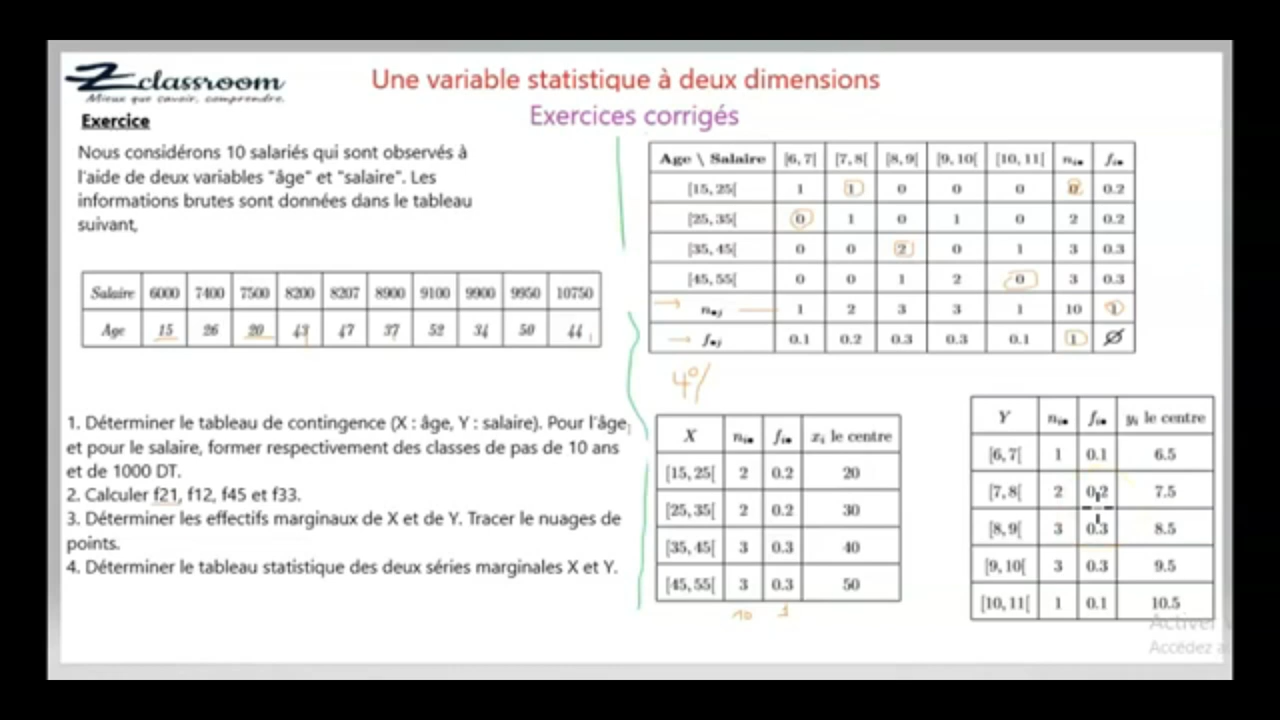 Zclassroom
Mieux que savoir, comprendre.
Une variable statistique à deux dimensions
Exercices corrigés
Exercice
Nous considérons 10 salariés qui sont observés à
l'aide de deux variables "âge" et "salaire". Les
informations brutes sont données dans le tableau
suivant,
Salaire 6000 7400 7500 8200 8207 8900 9100 9900 9950 10750
Age 15 26 20 43 47 37 52 34 50 44
1. Déterminer le tableau de contingence (X : âge, Y : salaire). Pour l'âge
et pour le salaire, former respectivement des classes de pas de 10 ans
et de 1000 DT.
2. Calculer f21, f12, f45 et f33.
3. Déterminer les effectifs marginaux de X et de Y. Tracer le nuages de
points.
4. Déterminer le tableau statistique des deux séries marginales X et Y.
Age \ Salaire [6, 7[ [7, 8[ [8, 9[ [9, 10[ [10, 11[ ni• fi•
[15, 25[ 1 1 0 0 0 0.2
[25, 35[ 0 1 0 1 0 2 0.2
[35, 45[ 0 0 2 0 1 3 0.3
[45, 55[ 0 0 1 2 0 3 0.3
n•j 1 2 3 3 1 10 1
f•j 0.1 0.2 0.3 0.3 0.1 1 Ø
X ni• fi• xi le centre
[15, 25[ 2 0.2 20
[25, 35[ 2 0.2 30
[35, 45[ 3 0.3 40
[45, 55[ 3 0.3 50
10 1
Y ni• fi• yi le centre
[6, 7[ 1 0.1 6.5
[7, 8[ 2 0.2 7.5
[8, 9[ 3 0.3 8.5
[9, 10[ 3 0.3 9.5
[10, 11[ 1 0.1 10.5
Activer
Accédez a